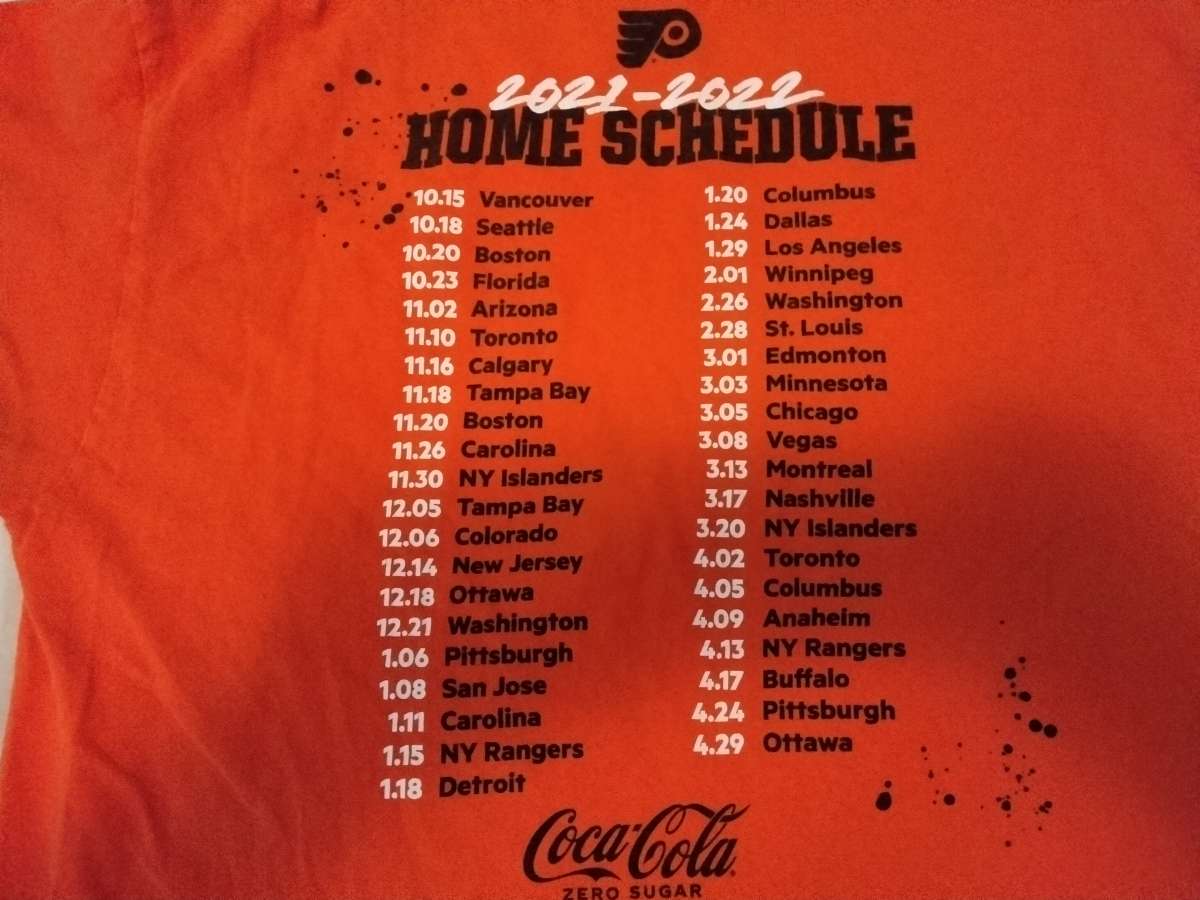 2021-2022
HOME SCHEDULE
10.15 Vancouver
10.18 Seattle
10.20 Boston
10.23 Florida
11.02 Arizona
11.10 Toronto
11.16 Calgary
11.18 Tampa Bay
11.20 Boston
11.26 Carolina
11.30 NY Islanders
12.05 Tampa Bay
12.06 Colorado
12.14 New Jersey
12.18 Ottawa
12.21 Washington
1.06 Pittsburgh
1.08 San Jose
1.11 Carolina
1.15 NY Rangers
1.18 Detroit
1.20 Columbus
1.24 Dallas
1.29 Los Angeles
2.01 Winnipeg
2.26 Washington
2.28 St. Louis
3.01 Edmonton
3.03 Minnesota
3.05 Chicago
3.08 Vegas
3.13 Montreal
3.17 Nashville
3.20 NY Islanders
4.02 Toronto
4.05 Columbus
4.09 Anaheim
4.13 NY Rangers
4.17 Buffalo
4.24 Pittsburgh
4.29 Ottawa
Coca-Cola
ZERO SUGAR